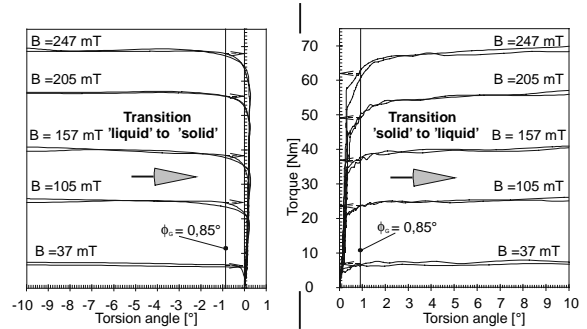 B = 247 mT
B =205 mT
Transition
'liquid' to 'solid'
B = 157 mT
B = 105 mT
ϕG = 0,85°
B = 37 mT
-10 -9 -8 -7 -6 -5 -4 -3 -2 -1 0 1
Torsion angle [°]
Torque [Nm]
70
60
50
40
30
20
10
0
B = 247 mT
B =205 mT
Transition
'solid' to 'liquid'
B = 157 mT
B = 105 mT
ϕG = 0,85°
B = 37 mT
0 1 2 3 4 5 6 7 8 9 10
Torsion angle [°]